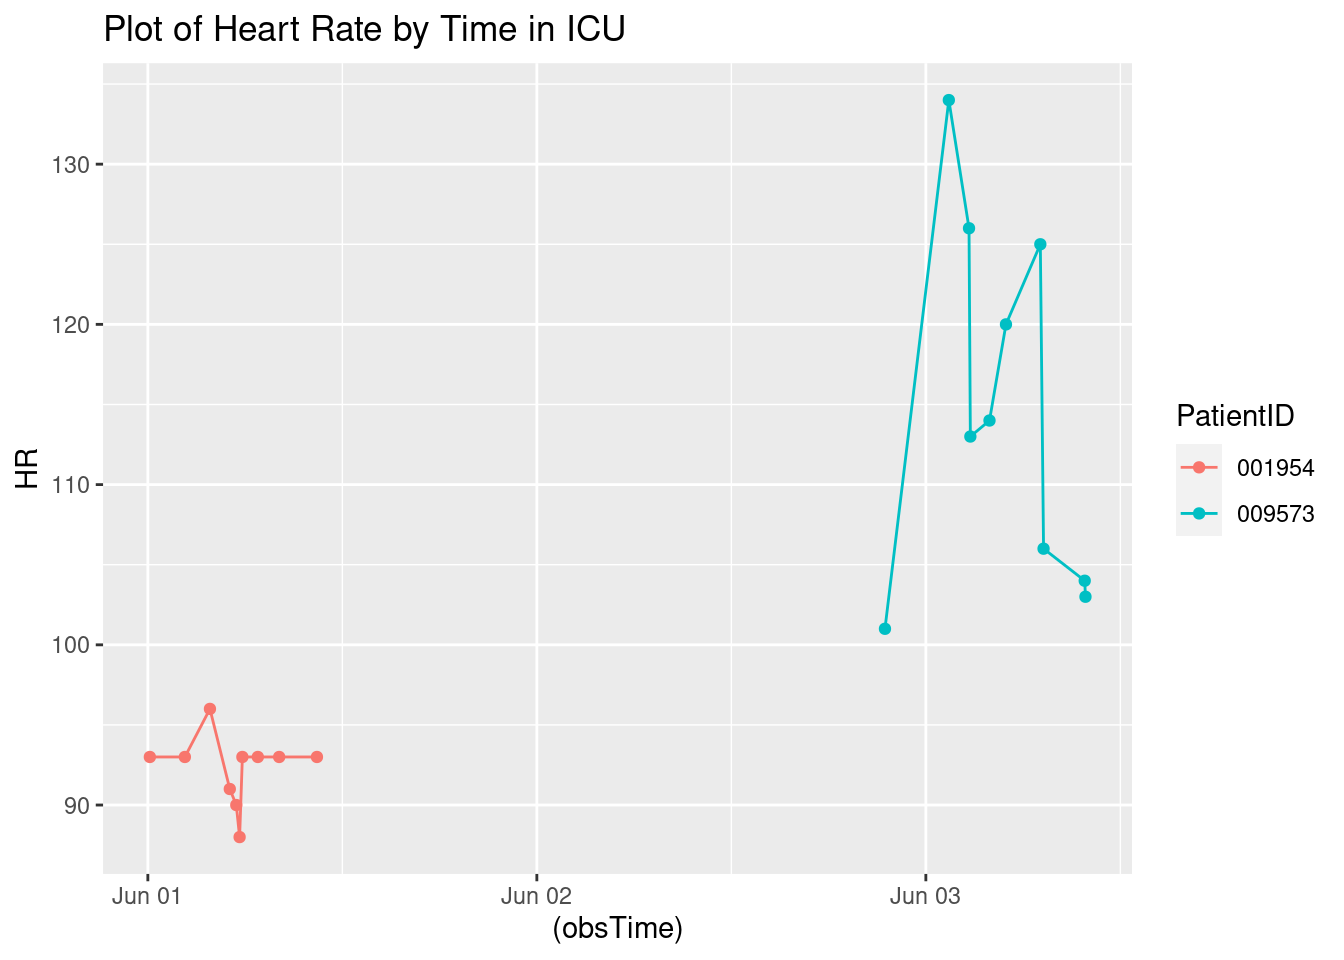 Plot of Heart Rate by Time in ICU
130
120
110
100
90
HR
Jun 01
Jun 02
Jun 03
(obsTime)
PatientID
001954
009573